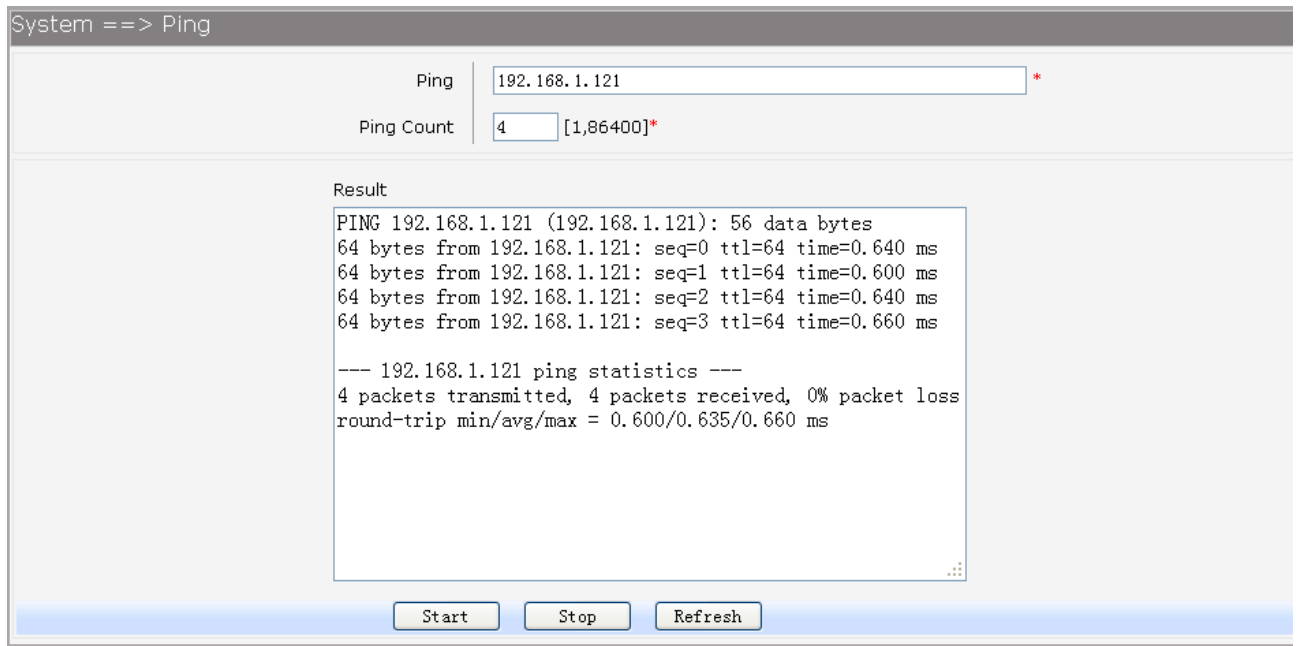 System ==> Ping
Ping 192.168.1.121 *
Ping Count 4 [1,86400]*
Result
PING 192.168.1.121 (192.168.1.121): 56 data bytes
64 bytes from 192.168.1.121: seq=0 ttl=64 time=0.640 ms
64 bytes from 192.168.1.121: seq=1 ttl=64 time=0.600 ms
64 bytes from 192.168.1.121: seq=2 ttl=64 time=0.640 ms
64 bytes from 192.168.1.121: seq=3 ttl=64 time=0.660 ms
--- 192.168.1.121 ping statistics ---
4 packets transmitted, 4 packets received, 0% packet loss
round-trip min/avg/max = 0.600/0.635/0.660 ms
Start Stop Refresh